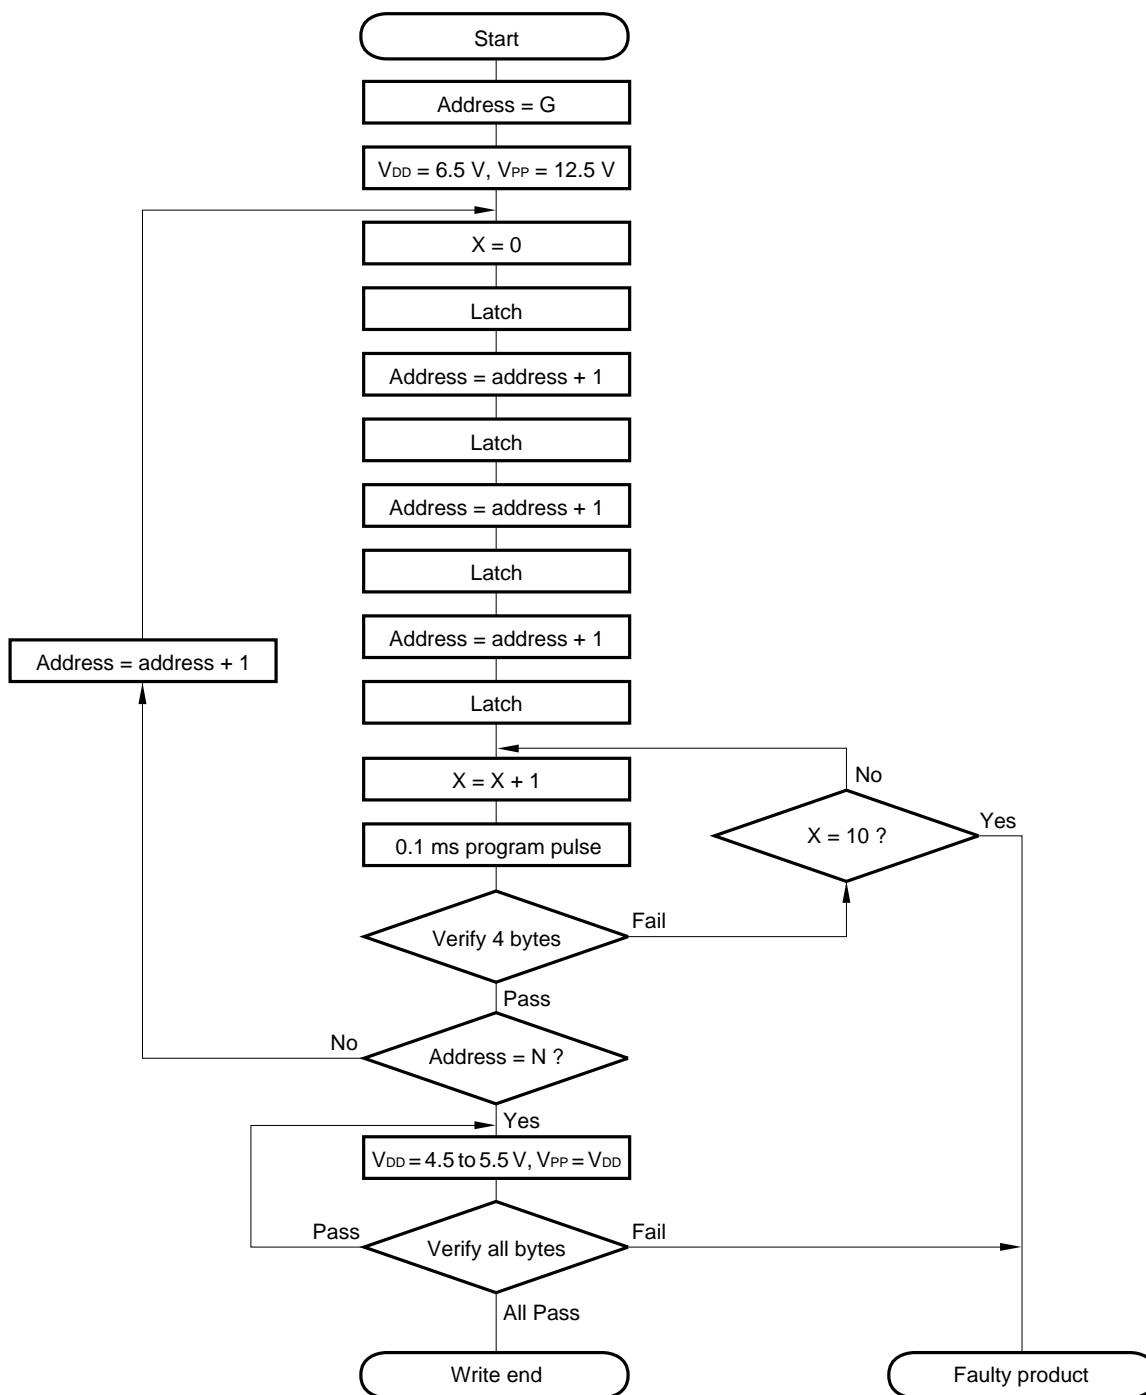 Start
Address = G
VDD = 6.5 V, VPP = 12.5 V
X = 0
Latch
Address = address + 1
Latch
Address = address + 1
Latch
Address = address + 1
Address = address + 1
Latch
X = X + 1
No
X = 10 ?
Yes
0.1 ms program pulse
Verify 4 bytes
Fail
Pass
No
Address = N ?
Yes
VDD = 4.5 to 5.5 V, VPP = VDD
Pass
Verify all bytes
Fail
All Pass
Write end
Faulty product